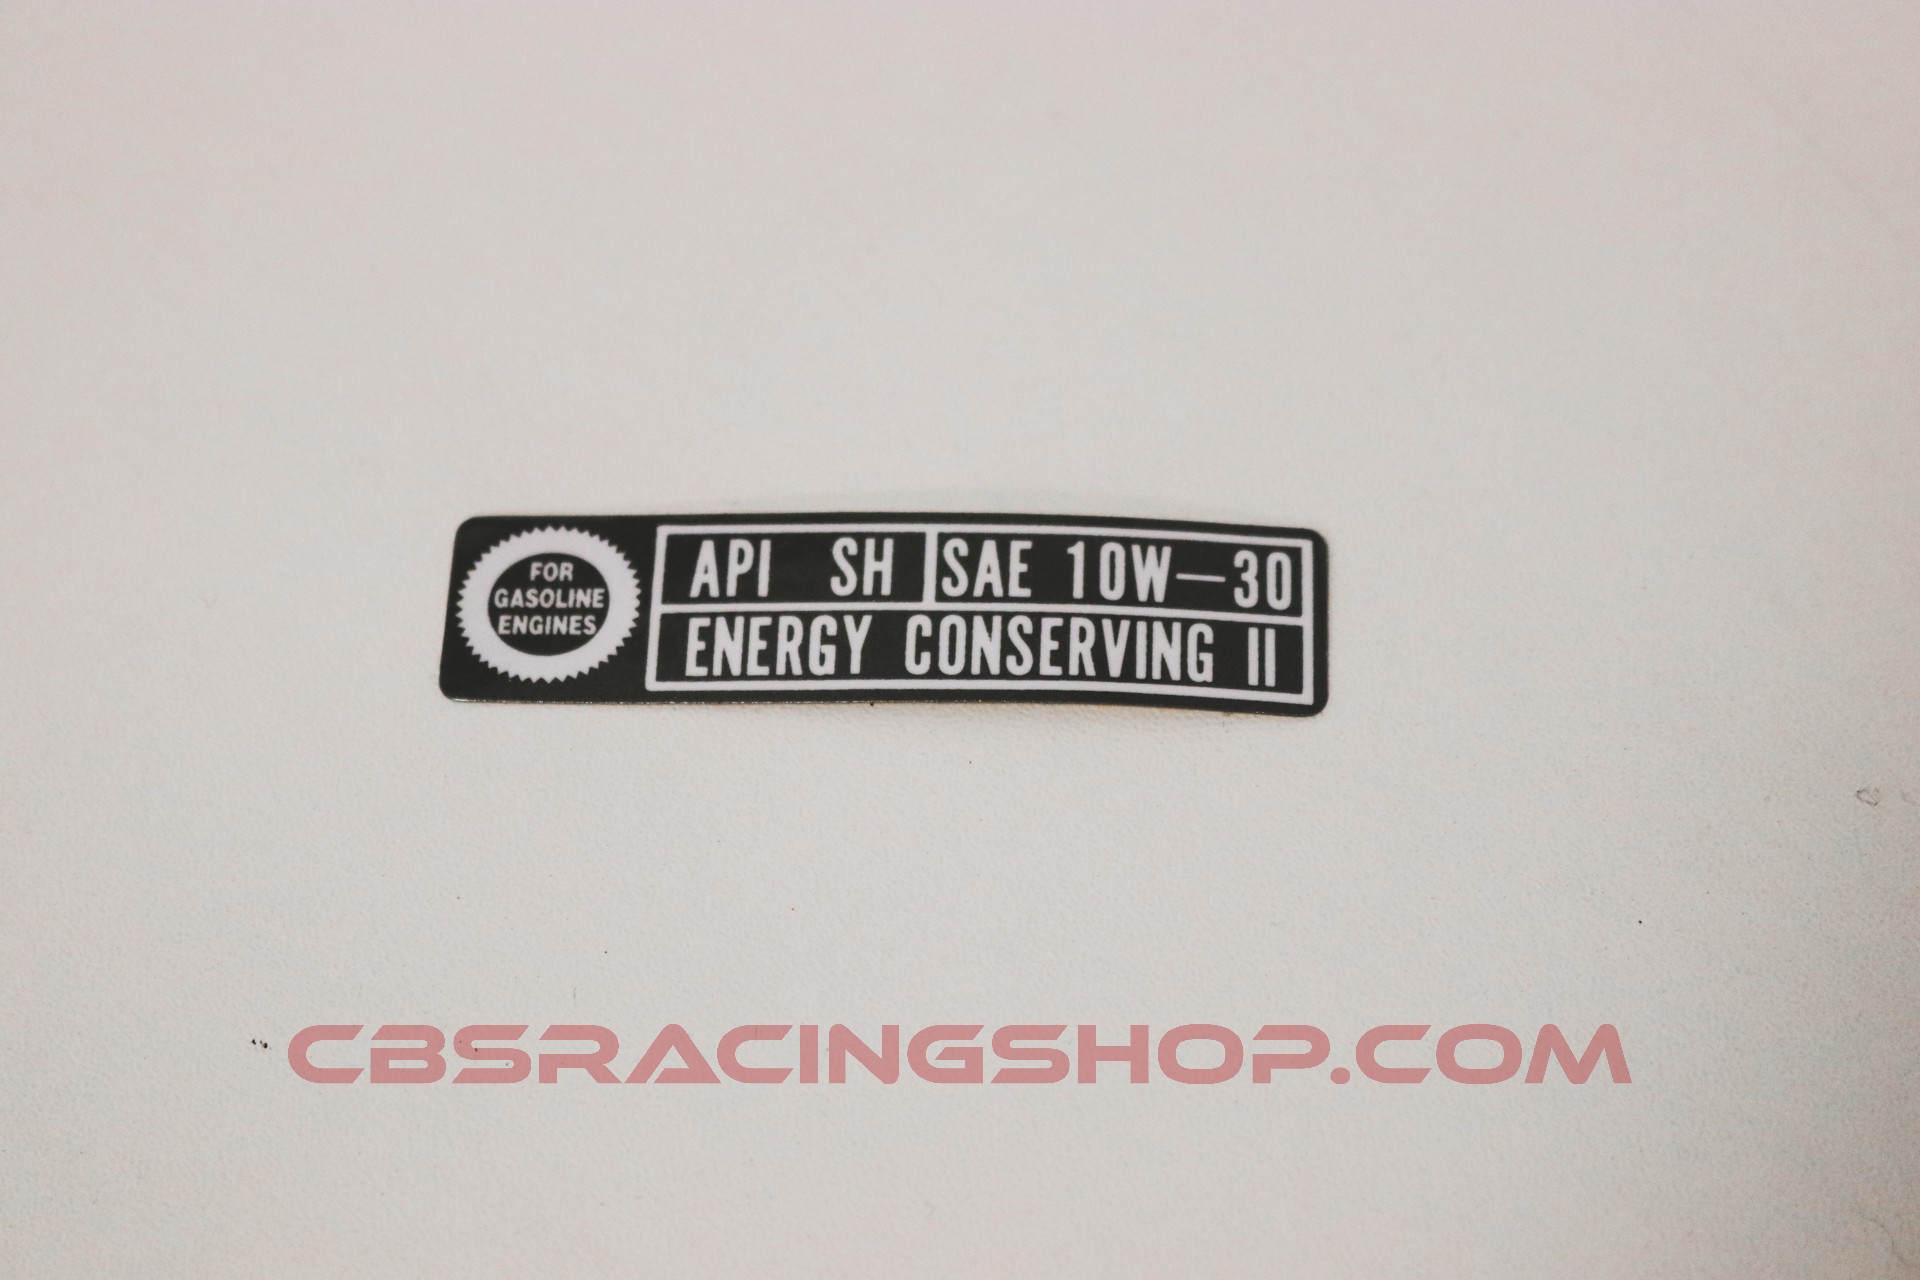 FOR
GASOLINE
ENGINES
API SH SAE 10W—30
ENERGY CONSERVING II
CBSRACINGSHOP.COM